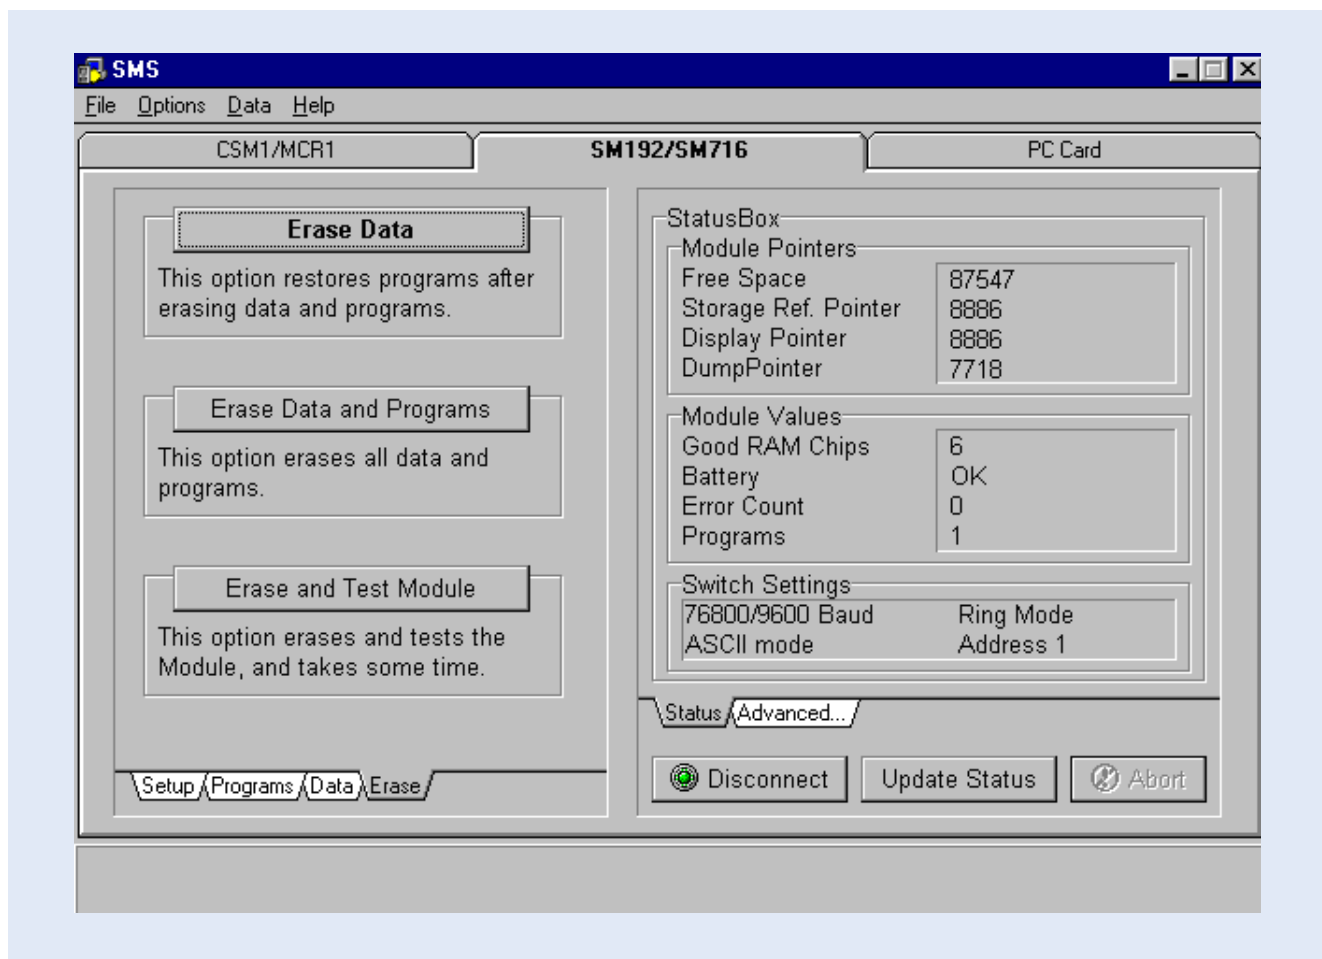 SMS
File Options Data Help
CSM1/MCR1 SM192/SM716 PC Card
Erase Data
This option restores programs after
erasing data and programs.
Erase Data and Programs
This option erases all data and
programs.
Erase and Test Module
This option erases and tests the
Module, and takes some time.
Setup Programs Data Erase
StatusBox
Module Pointers
Free Space 87547
Storage Ref. Pointer 8886
Display Pointer 8886
DumpPointer 7718
Module Values
Good RAM Chips 6
Battery OK
Error Count 0
Programs 1
Switch Settings
76800/9600 Baud Ring Mode
ASCII mode Address 1
Status Advanced...
Disconnect Update Status Abort